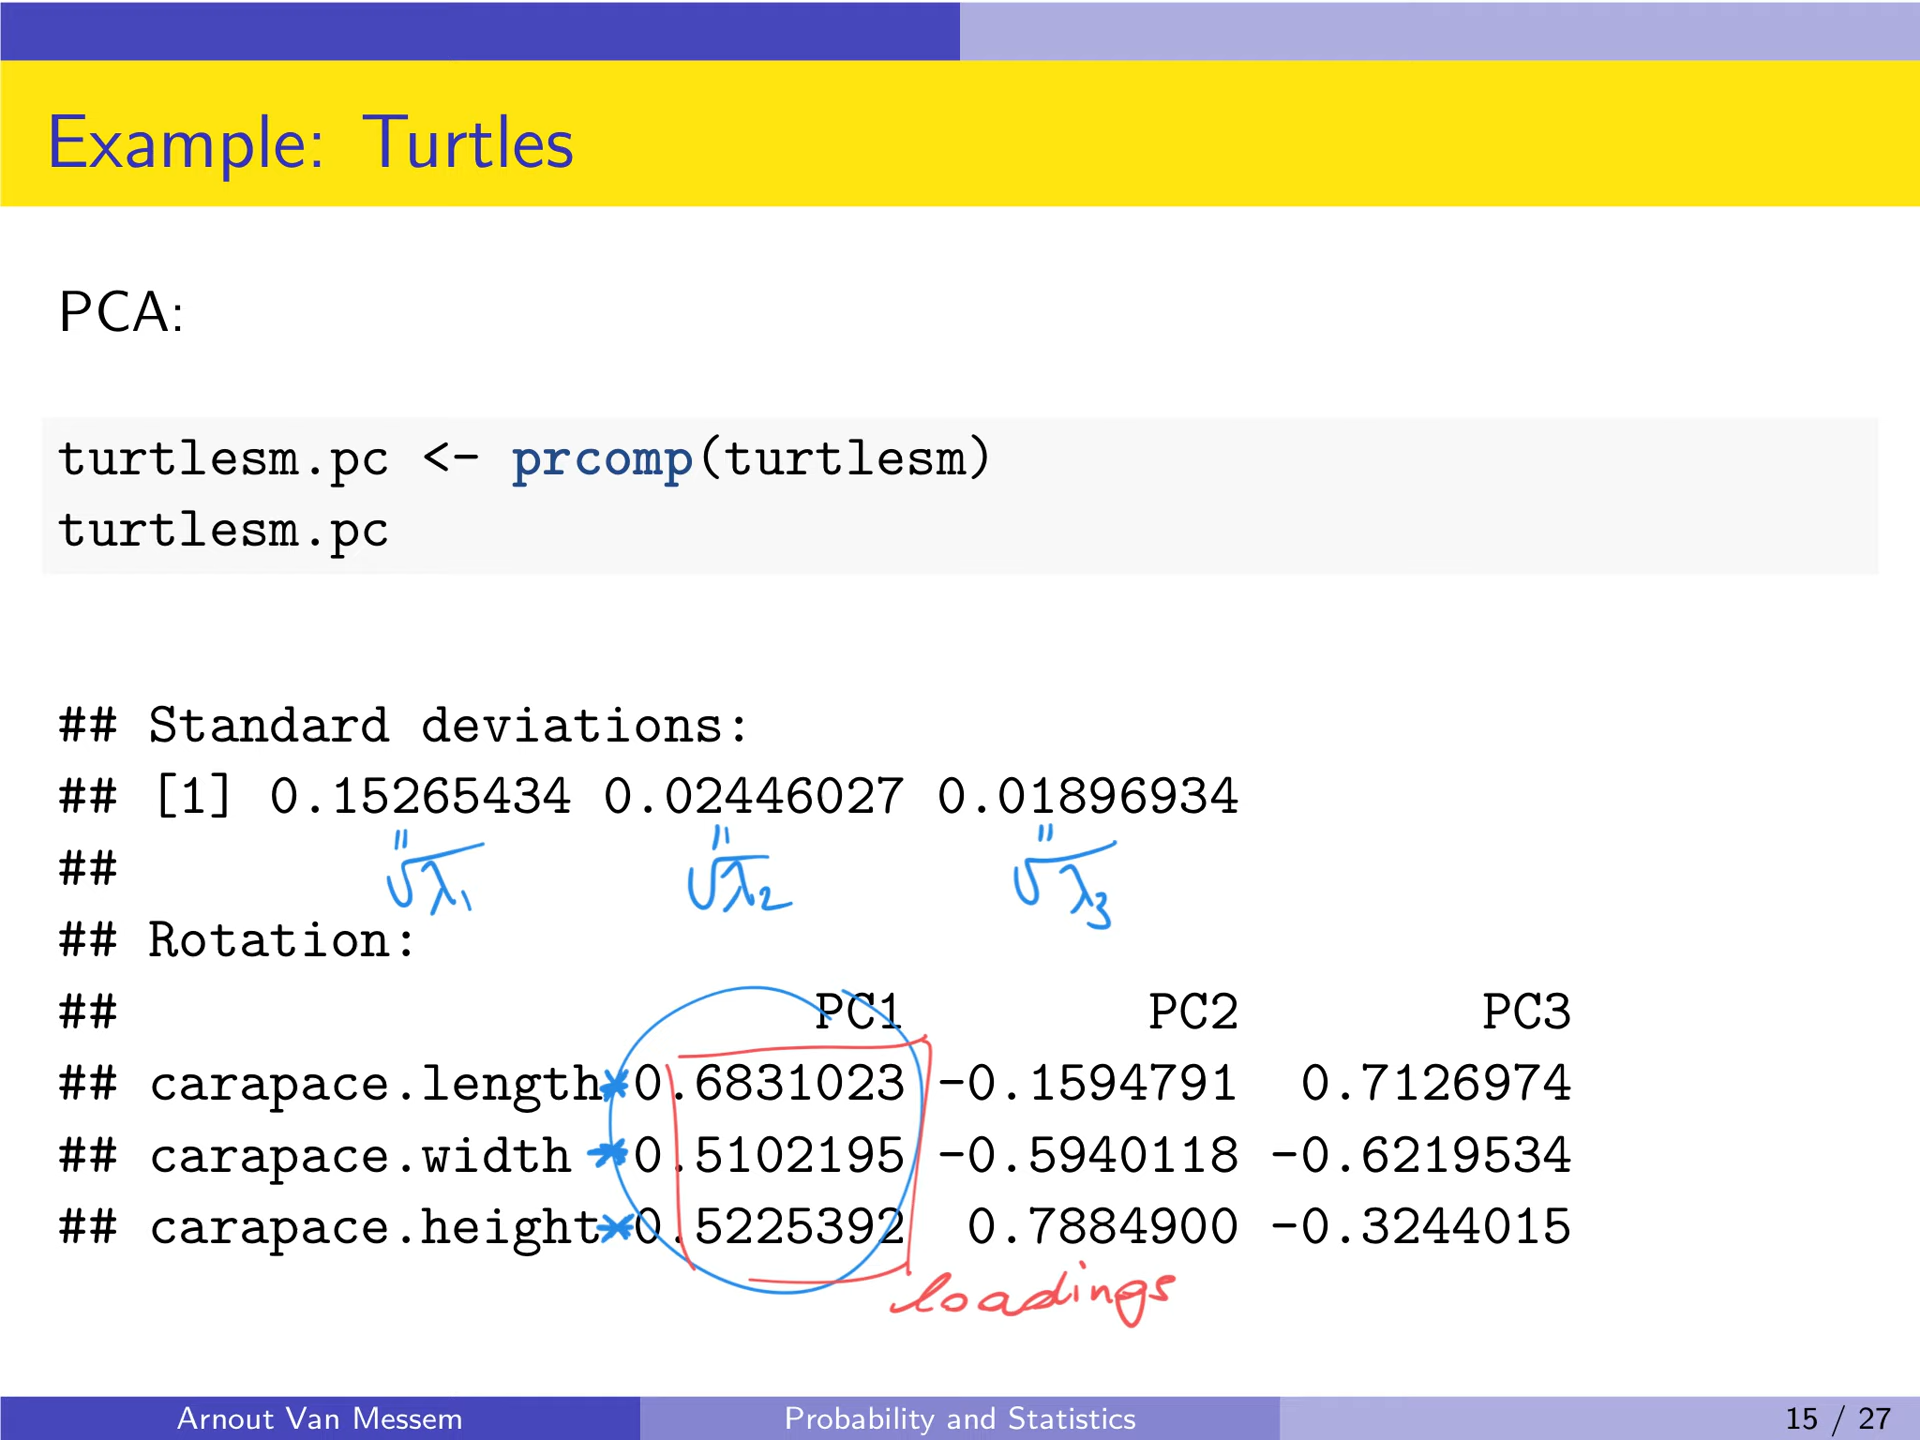 Example: Turtles
PCA:
turtlesm.pc <- prcomp(turtlesm)
turtlesm.pc
## Standard deviations:
## [1] 0.15265434 0.02446027 0.01896934
## " √λ1 " √λ2 " √λ3
## Rotation:
## PC1 PC2 PC3
## carapace.length*0.6831023 -0.1594791 0.7126974
## carapace.width *0.5102195 -0.5940118 -0.6219534
## carapace.height*0.5225392 0.7884900 -0.3244015
loadings
Arnout Van Messem Probability and Statistics 15 / 27